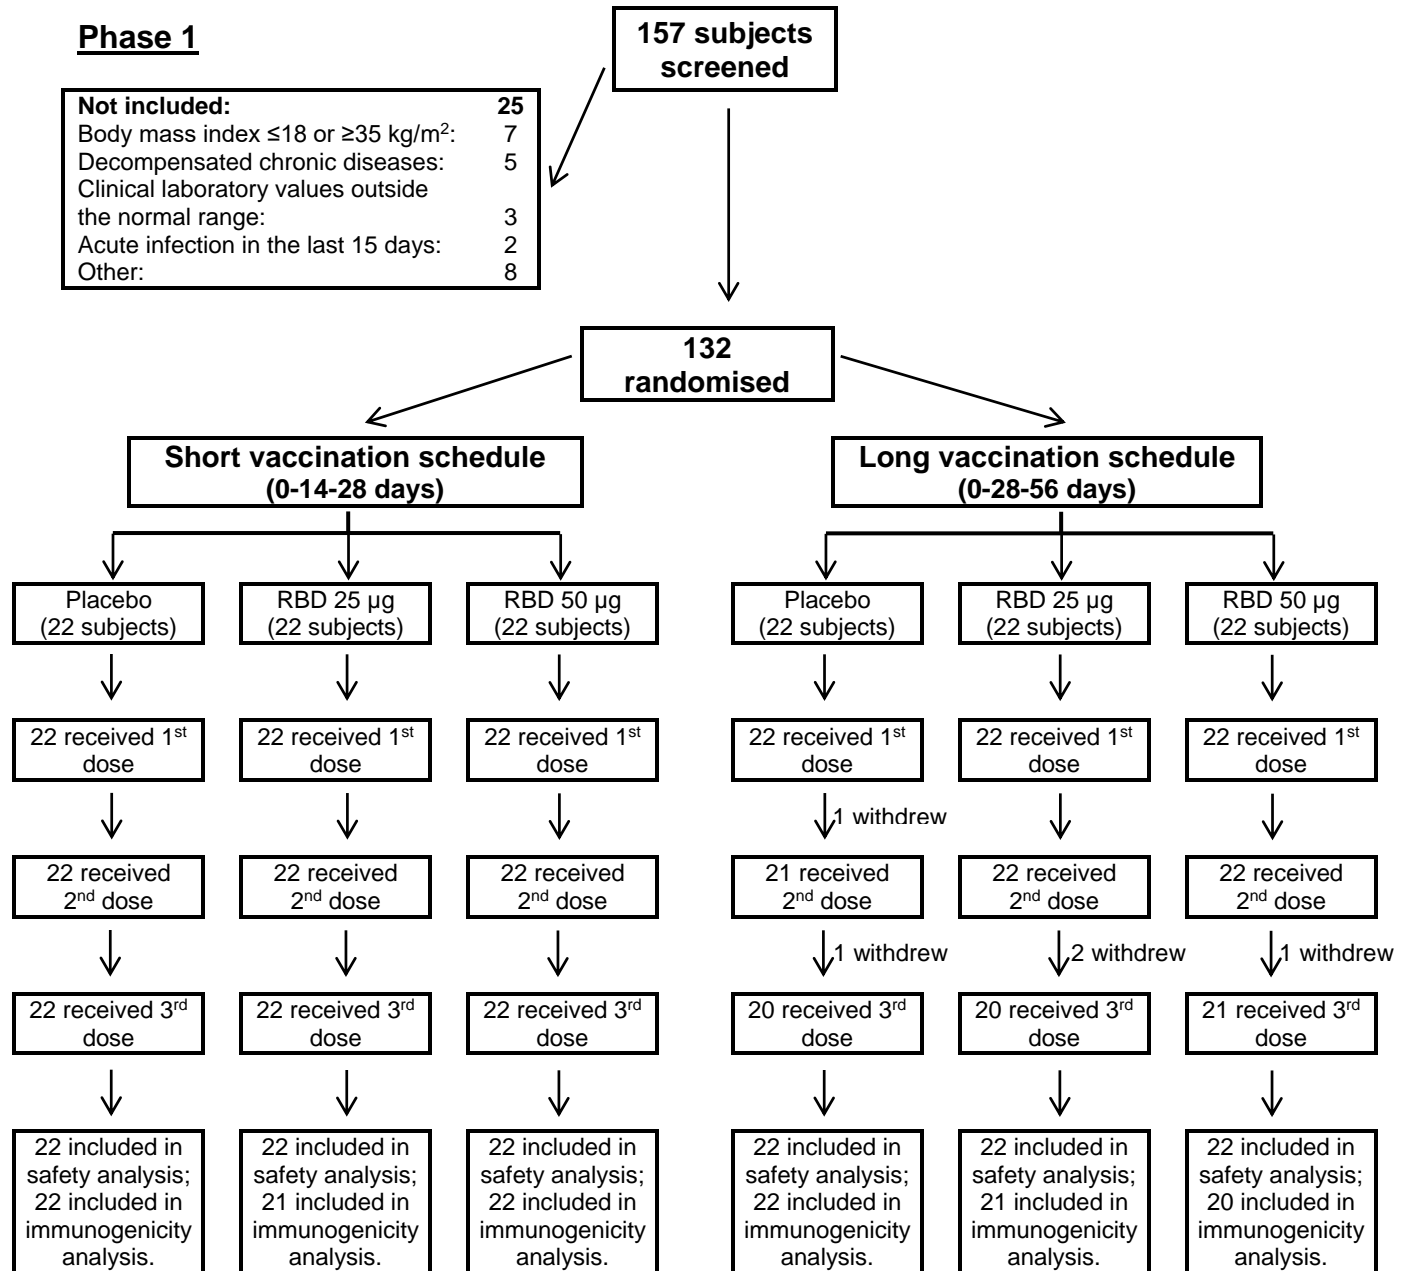 Phase 1
157 subjects
screened
Not included: 25
Body mass index ≤18 or ≥35 kg/m²: 7
Decompensated chronic diseases: 5
Clinical laboratory values outside
the normal range: 3
Acute infection in the last 15 days: 2
Other: 8
132
randomised
Short vaccination schedule
(0-14-28 days)
Long vaccination schedule
(0-28-56 days)
Placebo
(22 subjects)
RBD 25 µg
(22 subjects)
RBD 50 µg
(22 subjects)
Placebo
(22 subjects)
RBD 25 µg
(22 subjects)
RBD 50 µg
(22 subjects)
22 received 1st
dose
22 received 1st
dose
22 received 1st
dose
22 received 1st
dose
22 received 1st
dose
22 received 1st
dose
1 withdrew
22 received
2nd dose
22 received
2nd dose
22 received
2nd dose
21 received
2nd dose
22 received
2nd dose
22 received
2nd dose
1 withdrew
2 withdrew
1 withdrew
22 received 3rd
dose
22 received 3rd
dose
22 received 3rd
dose
20 received 3rd
dose
20 received 3rd
dose
21 received 3rd
dose
22 included in
safety analysis;
22 included in
immunogenicity
analysis.
22 included in
safety analysis;
21 included in
immunogenicity
analysis.
22 included in
safety analysis;
22 included in
immunogenicity
analysis.
22 included in
safety analysis;
22 included in
immunogenicity
analysis.
22 included in
safety analysis;
21 included in
immunogenicity
analysis.
22 included in
safety analysis;
20 included in
immunogenicity
analysis.